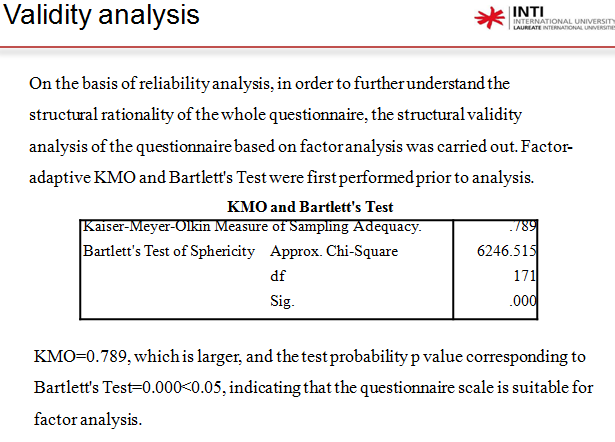 Validity analysis
INTI
INTERNATIONAL UNIVERSITY
LAUREATE INTERNATIONAL UNIVERSITIES
On the basis of reliability analysis, in order to further understand the
structural rationality of the whole questionnaire, the structural validity
analysis of the questionnaire based on factor analysis was carried out. Factor-
adaptive KMO and Bartlett's Test were first performed prior to analysis.
KMO and Bartlett's Test
Kaiser-Meyer-Olkin Measure of Sampling Adequacy. .789
Bartlett's Test of Sphericity Approx. Chi-Square 6246.515
df 171
Sig. .000
KMO=0.789, which is larger, and the test probability p value corresponding to
Bartlett's Test=0.000<0.05, indicating that the questionnaire scale is suitable for
factor analysis.